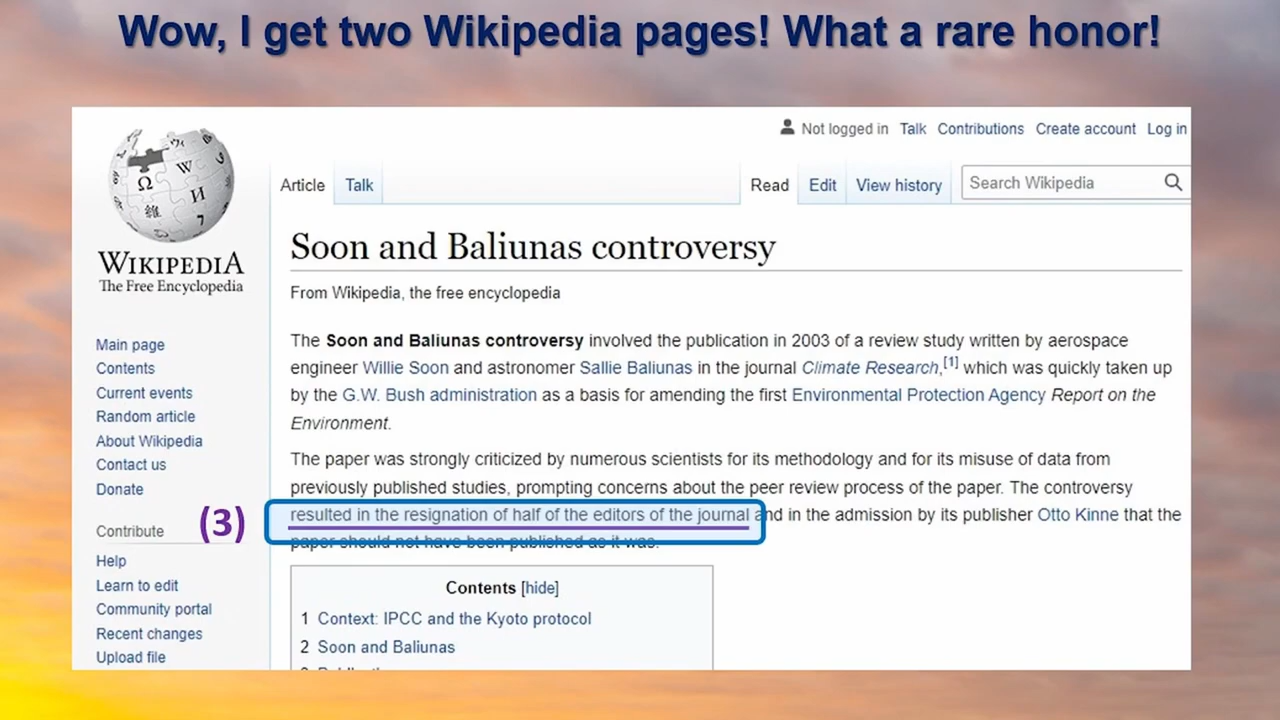 Wow, I get two Wikipedia pages! What a rare honor!
Not logged in Talk Contributions Create account Log in
Article Talk Read Edit View history Search Wikipedia
Ω W И 維 7
WIKIPEDIA
The Free Encyclopedia
Soon and Baliunas controversy
From Wikipedia, the free encyclopedia
The Soon and Baliunas controversy involved the publication in 2003 of a review study written by aerospace
engineer Willie Soon and astronomer Sallie Baliunas in the journal Climate Research,[1] which was quickly taken up
by the G.W. Bush administration as a basis for amending the first Environmental Protection Agency Report on the
Environment.
The paper was strongly criticized by numerous scientists for its methodology and for its misuse of data from
previously published studies, prompting concerns about the peer review process of the paper. The controversy
resulted in the resignation of half of the editors of the journal and in the admission by its publisher Otto Kinne that the
paper should not have been published as it was.
(3)
Main page
Contents
Current events
Random article
About Wikipedia
Contact us
Donate
Contribute
Help
Learn to edit
Community portal
Recent changes
Upload file
Contents [hide]
1 Context: IPCC and the Kyoto protocol
2 Soon and Baliunas